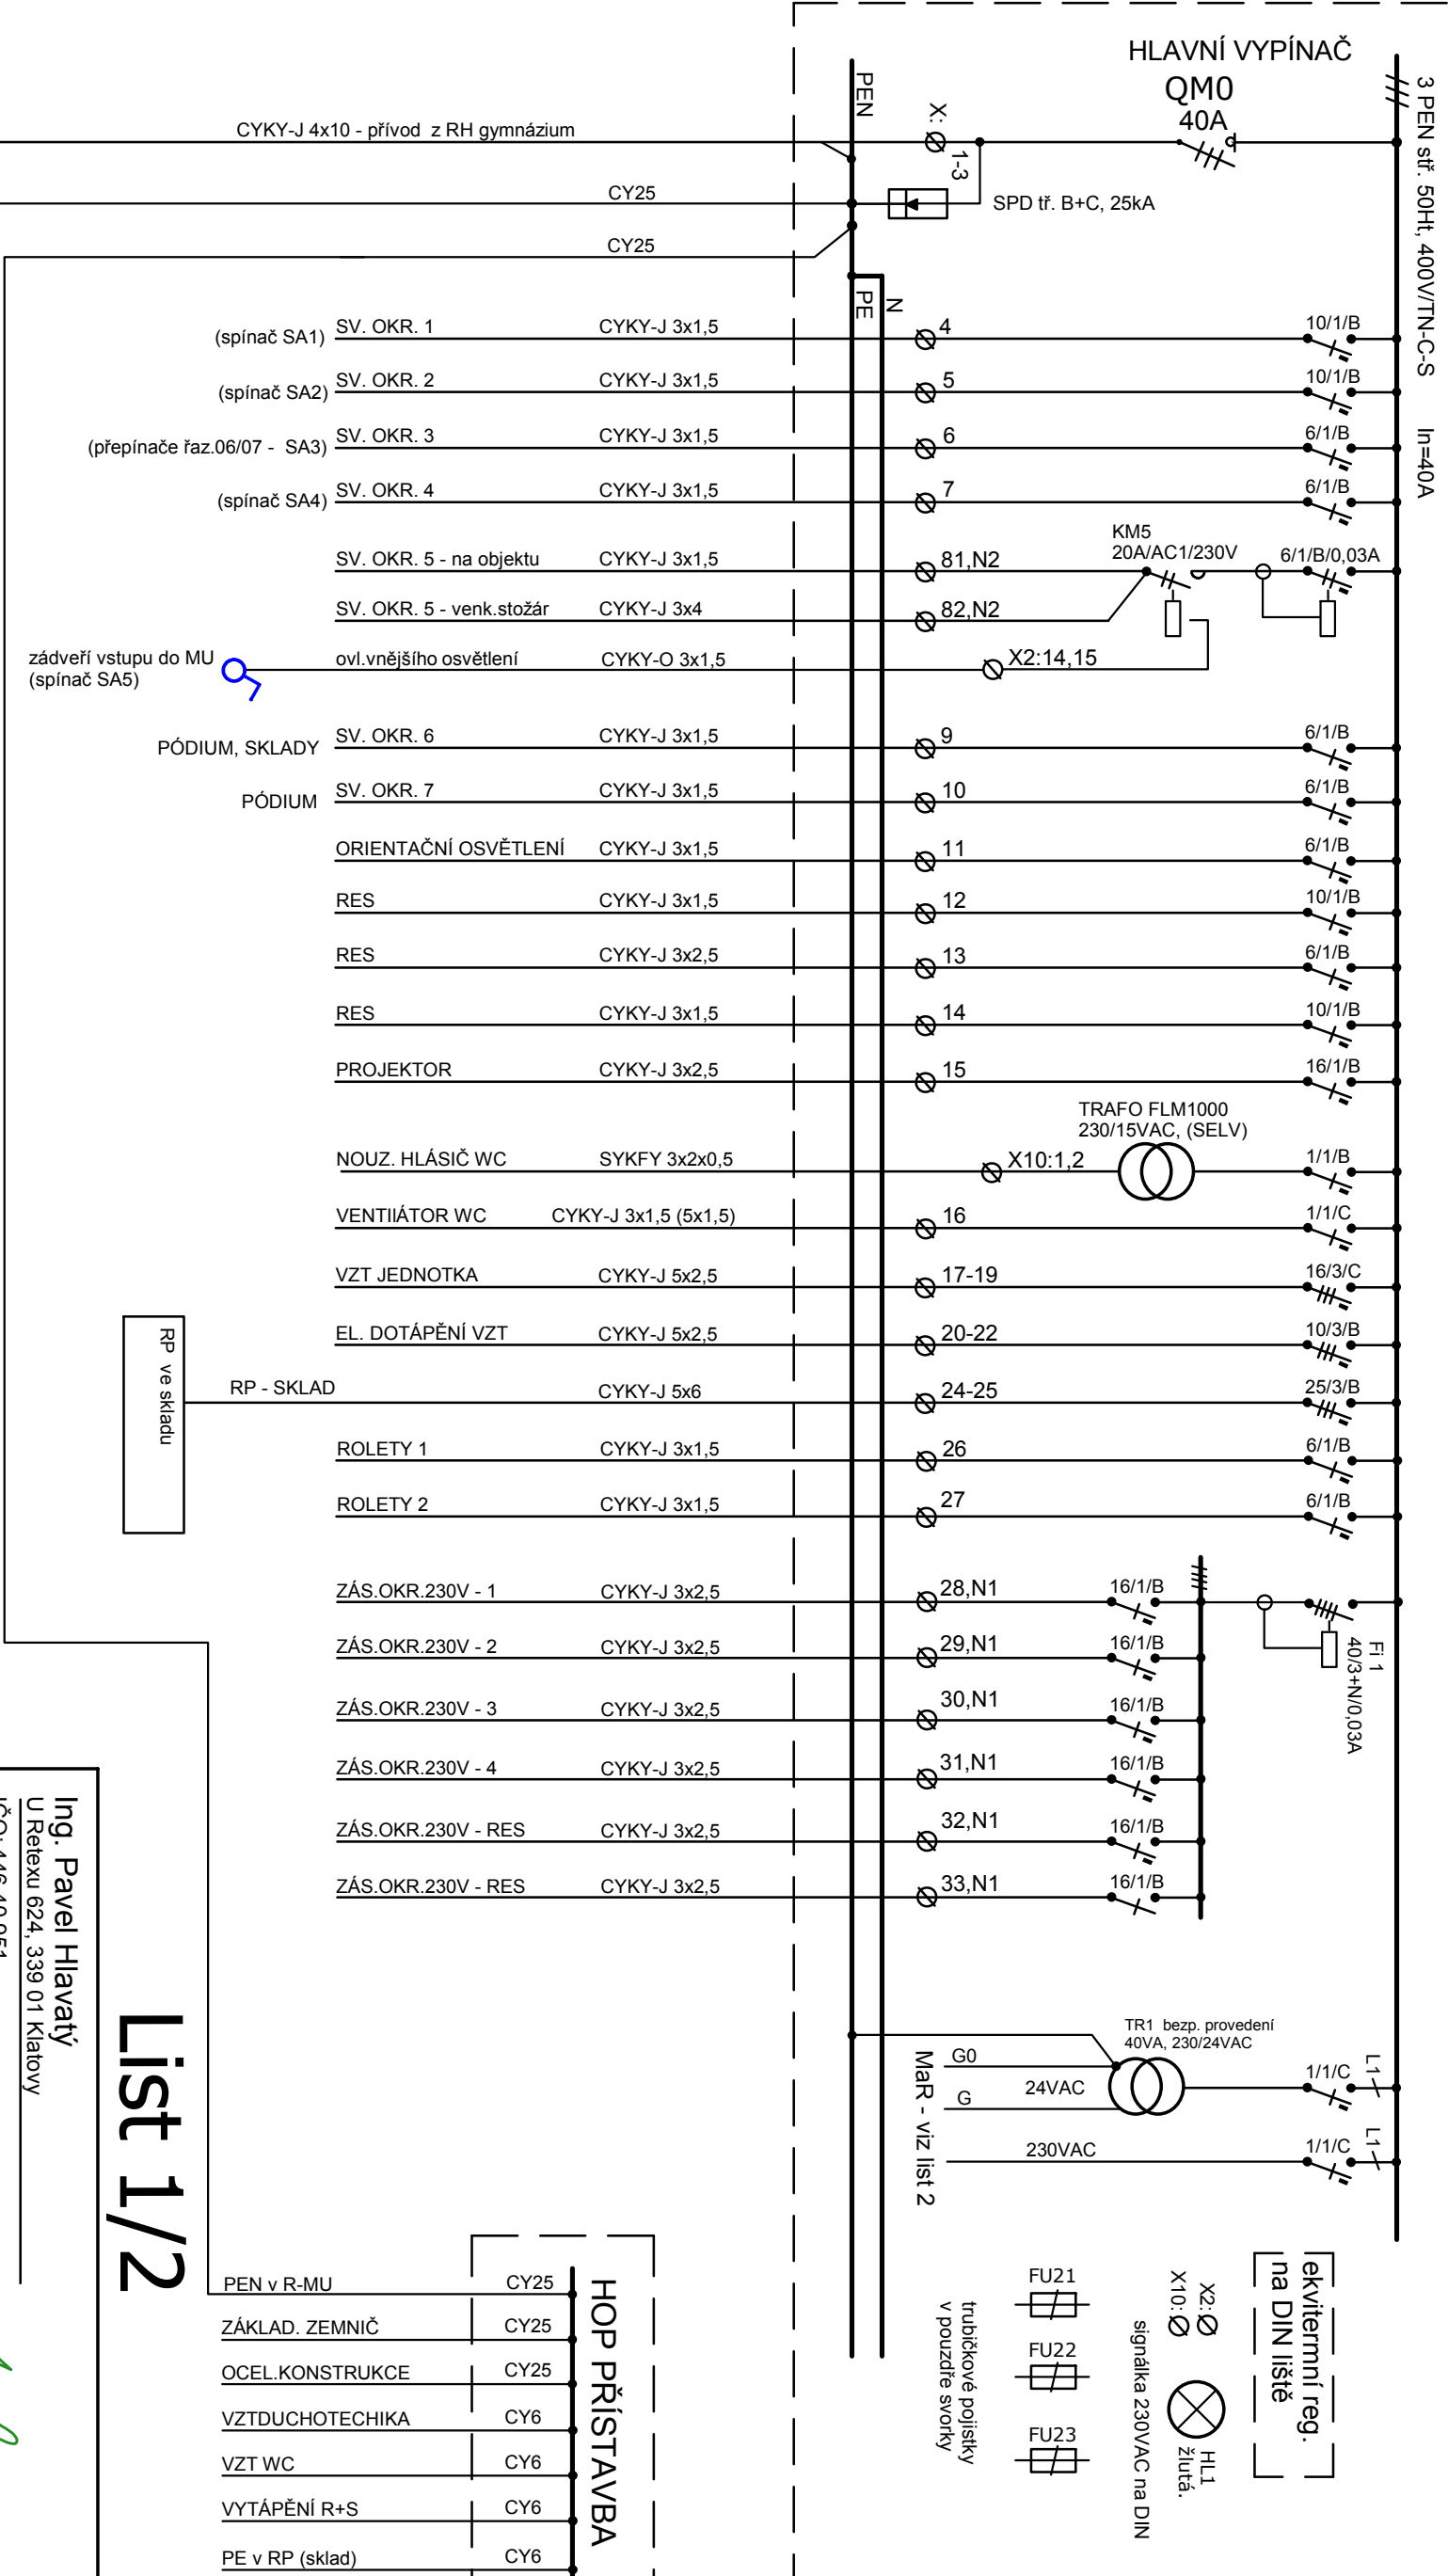 HLAVNÍ VYPÍNAČ
QM0
40A
3 PEN stř. 50Ht, 400V/TN-C-S In=40A
PEN
X:
1-3
CYKY-J 4x10 - přívod z RH gymnázium
CY25
SPD tř. B+C, 25kA
CY25
PE
N
(spínač SA1) SV. OKR. 1 CYKY-J 3x1,5 4 10/1/B
(spínač SA2) SV. OKR. 2 CYKY-J 3x1,5 5 10/1/B
(přepínače řaz.06/07 - SA3) SV. OKR. 3 CYKY-J 3x1,5 6 6/1/B
(spínač SA4) SV. OKR. 4 CYKY-J 3x1,5 7 6/1/B
KM5
20A/AC1/230V
SV. OKR. 5 - na objektu CYKY-J 3x1,5 81,N2 6/1/B/0,03A
SV. OKR. 5 - venk.stožár CYKY-J 3x4 82,N2
zádveří vstupu do MU
(spínač SA5)
ovl.vnějšího osvětlení CYKY-O 3x1,5 X2:14,15
PÓDIUM, SKLADY SV. OKR. 6 CYKY-J 3x1,5 9 6/1/B
PÓDIUM SV. OKR. 7 CYKY-J 3x1,5 10 6/1/B
ORIENTAČNÍ OSVĚTLENÍ CYKY-J 3x1,5 11 6/1/B
RES CYKY-J 3x1,5 12 10/1/B
RES CYKY-J 3x2,5 13 6/1/B
RES CYKY-J 3x1,5 14 10/1/B
PROJEKTOR CYKY-J 3x2,5 15 16/1/B
TRAFO FLM1000
230/15VAC, (SELV)
NOUZ. HLÁSIČ WC SYKFY 3x2x0,5 X10:1,2 1/1/B
VENTIlÁTOR WC CYKY-J 3x1,5 (5x1,5) 16 1/1/C
VZT JEDNOTKA CYKY-J 5x2,5 17-19 16/3/C
EL. DOTÁPĚNÍ VZT CYKY-J 5x2,5 20-22 10/3/B
RP ve skladu
RP - SKLAD CYKY-J 5x6 24-25 25/3/B
ROLETY 1 CYKY-J 3x1,5 26 6/1/B
ROLETY 2 CYKY-J 3x1,5 27 6/1/B
ZÁS.OKR.230V - 1 CYKY-J 3x2,5 28,N1 16/1/B
Fi 1
40/3+N/0,03A
ZÁS.OKR.230V - 2 CYKY-J 3x2,5 29,N1 16/1/B
ZÁS.OKR.230V - 3 CYKY-J 3x2,5 30,N1 16/1/B
ZÁS.OKR.230V - 4 CYKY-J 3x2,5 31,N1 16/1/B
ZÁS.OKR.230V - RES CYKY-J 3x2,5 32,N1 16/1/B
ZÁS.OKR.230V - RES CYKY-J 3x2,5 33,N1 16/1/B
Ing. Pavel Hlavatý
U Retexu 624, 339 01 Klatovy
List 1/2
TR1 bezp. provedení
40VA, 230/24VAC
MaR - viz list 2
G0
24VAC
G
1/1/C
L1
230VAC
1/1/C
L1
ekvitermní reg.
na DIN liště
X2:
X10:
HL1
žlutá.
signálka 230VAC na DIN
FU21
FU22
FU23
trubičkové pojistky
v pouzdře svorky
HOP PŘÍSTAVBA
PEN v R-MU CY25
ZÁKLAD. ZEMNIČ CY25
OCEL.KONSTRUKCE CY25
VZTDUCHOTECHIKA CY6
VZT WC CY6
VYTÁPĚNÍ R+S CY6
PE v RP (sklad) CY6